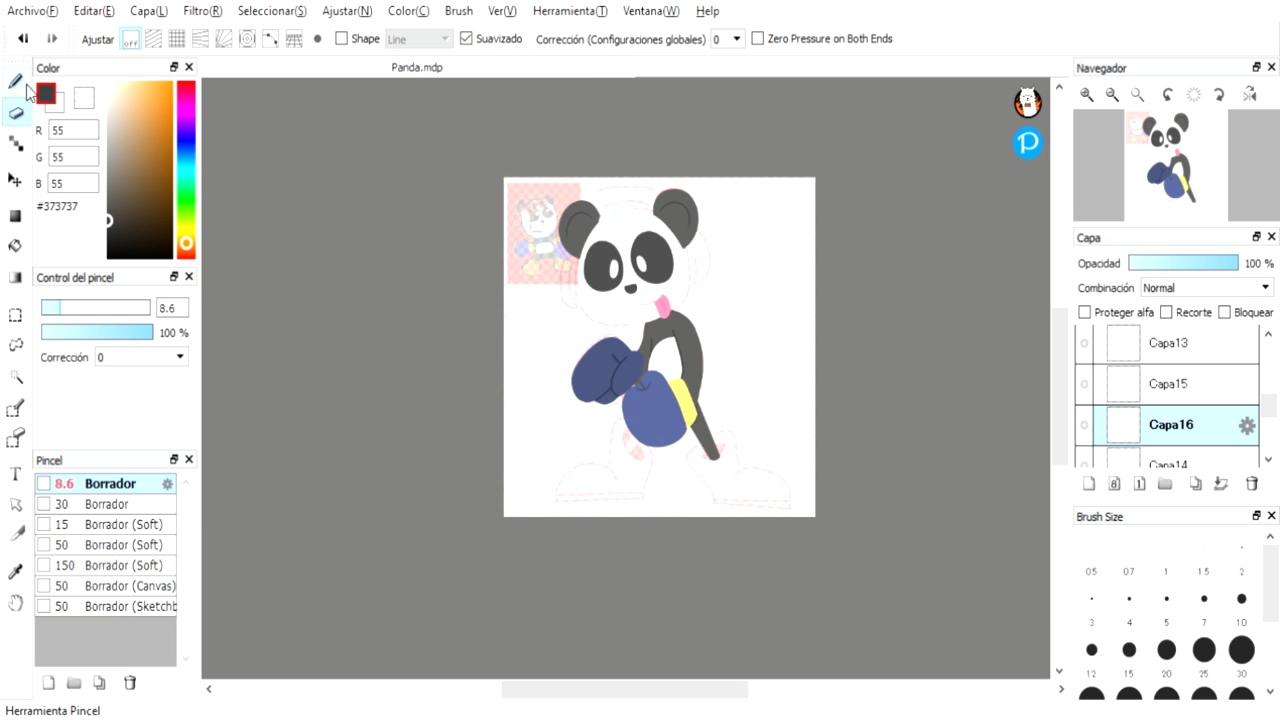 Archivo(F) Editar(E) Capa(L) Filtro(R) Seleccionar(S) Ajustar(N) Color(C) Brush Ver(V) Herramienta(T) Ventana(W) Help
Ajustar off Shape Line Suavizado Corrección (Configuraciones globales) 0 Zero Pressure on Both Ends
Color
Panda.mdp
Navegador
R 55
G 55
B 55
#373737
Capa
Opacidad 100 %
Combinación Normal
Proteger alfa Recorte Bloquear
Capa13
Capa15
Capa16
Capa14
Control del pincel
8.6
100 %
Corrección 0
Pincel
8.6 Borrador
30 Borrador
15 Borrador (Soft)
50 Borrador (Soft)
150 Borrador (Soft)
50 Borrador (Canvas)
50 Borrador (Sketchb
8 1
Brush Size
0.5 0.7 1 1.5 2
3 4 5 7 10
12 15 20 25 30
Herramienta Pincel